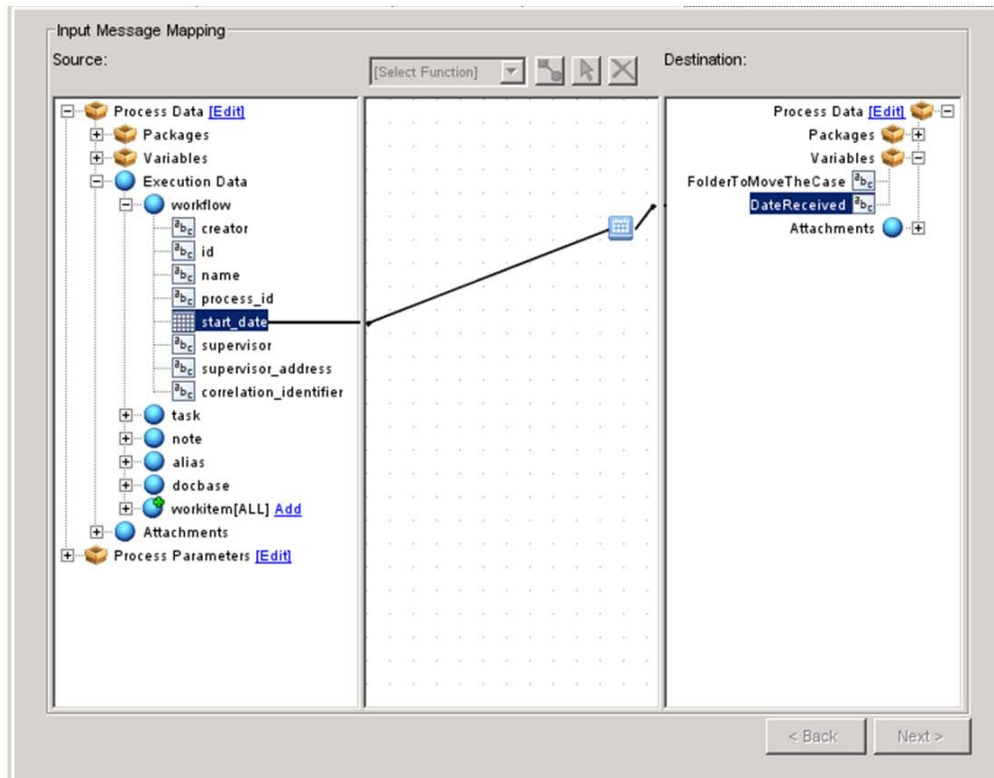 Input Message Mapping
Source:
[Select Function]
Destination:
Process Data [Edit]
Packages
Variables
Execution Data
workflow
creator
id
name
process_id
start_date
supervisor
supervisor_address
correlation_identifier
task
note
alias
docbase
workitem[ALL] Add
Attachments
Process Parameters [Edit]
Process Data [Edit]
Packages
Variables
FolderToMoveTheCase
DateReceived
Attachments
< Back
Next >